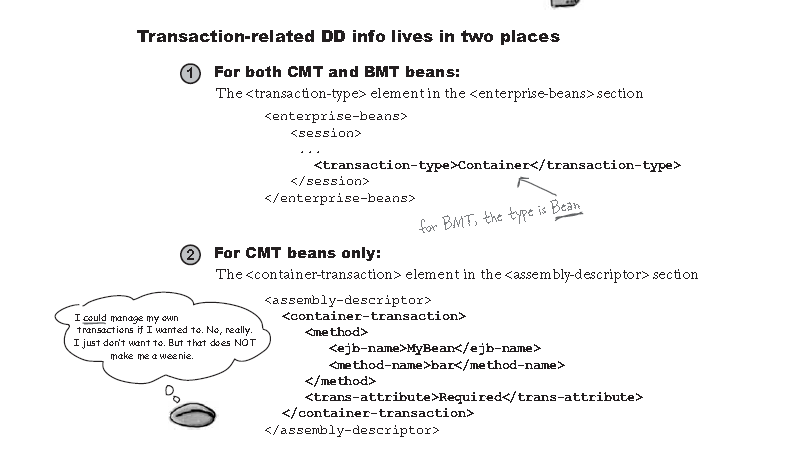 Transaction-related DD info lives in two places
1 For both CMT and BMT beans:
The <transaction-type> element in the <enterprise-beans> section
<enterprise-beans>
<session>
...
<transaction-type>Container</transaction-type>
</session>
</enterprise-beans>
for BMT, the type is Bean
2 For CMT beans only:
The <container-transaction> element in the <assembly-descriptor> section
<assembly-descriptor>
<container-transaction>
<method>
<ejb-name>MyBean</ejb-name>
<method-name>bar</method-name>
</method>
<trans-attribute>Required</trans-attribute>
</container-transaction>
</assembly-descriptor>
I could manage my own
transactions if I wanted to. No, really.
I just don't want to. But that does NOT
make me a weenie.